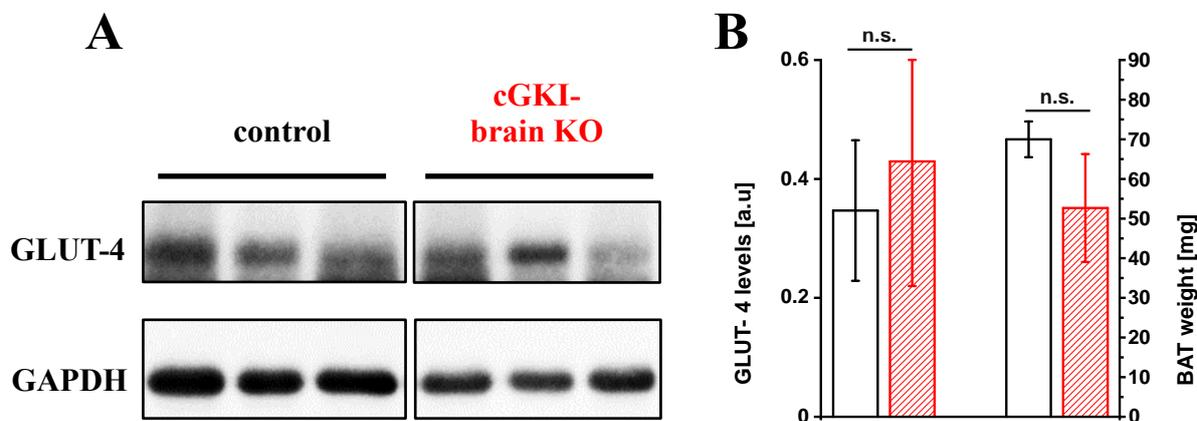 A
control
cGKI-
brain KO
GLUT-4
GAPDH
B
n.s.
n.s.
GLUT- 4 levels [a.u]
0.6
0.4
0.2
0
90
80
70
60
50
40
30
20
10
0
BAT weight [mg]